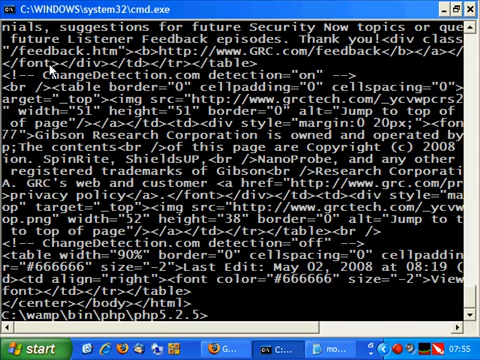 C:\WINDOWS\system32\cmd.exe
nials, suggestions for future Security Now topics or que
future Listener Feedback episodes. Thank you!<div class
"/feedback.htm"><b>http://www.GRC.com/feedback</b></a></
</font></div></td></tr></table>
<!-- ChangeDetection.com detection="on" -->
<br /><table border="0" cellpadding="0" cellspacing="0">
arget="_top"><img src="http://www.grctech.com/_ycvwpcrs2
" width="51" height="51" border="0" alt="Jump to top of
of page"/></a></td><td><div style="margin:0 20px;"><font
77">Gibson Research Corporation is owned and operated by
p;The contents<br />of this page are Copyright (c) 2008
ion. SpinRite, ShieldsUP,<br />NanoProbe, and any other
registered trademarks of Gibson<br />Research Corporati
A. GRC's web and customer <a href="http://www.grc.com/pr
>privacy policy</a>.</font></div></td><td><div style="ma
op" target="_top"><img src="http://www.grctech.com/_ycvw
op.png" width="52" height="38" border="0" alt="Jump to t
to top of page"/></a></div></td></tr></table><br />
<!-- ChangeDetection.com detection="off" -->
<table width="90%" border="0" cellspacing="0" cellpaddin
r="#666666" size="-2">Last Edit: May 02, 2008 at 08:19 (
d><td align="right"><font color="#666666" size="-2">View
font></td></tr></table>
</center></body></html>
C:\wamp\bin\php\php5.2.5>
start
G...
C:...
mo...
07:55